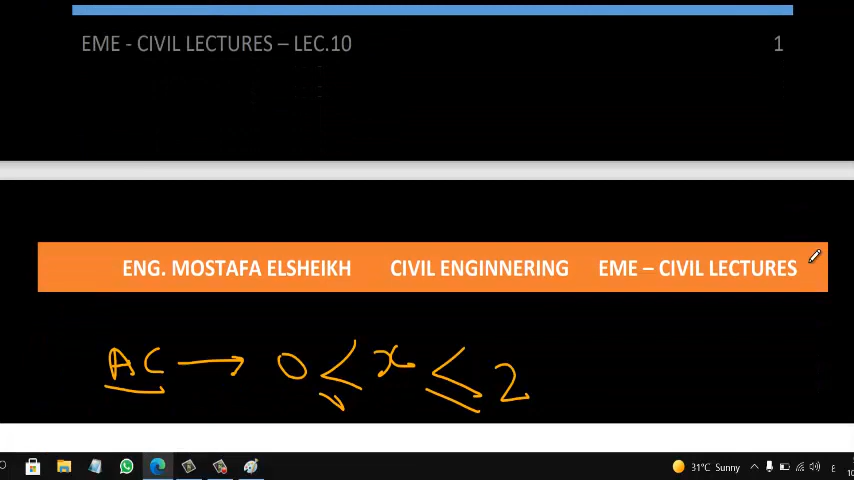 EME - CIVIL LECTURES – LEC.10 1
ENG. MOSTAFA ELSHEIKH CIVIL ENGINNERING EME – CIVIL LECTURES
AC → 0 ≤ x ≤ 2
31°C Sunny